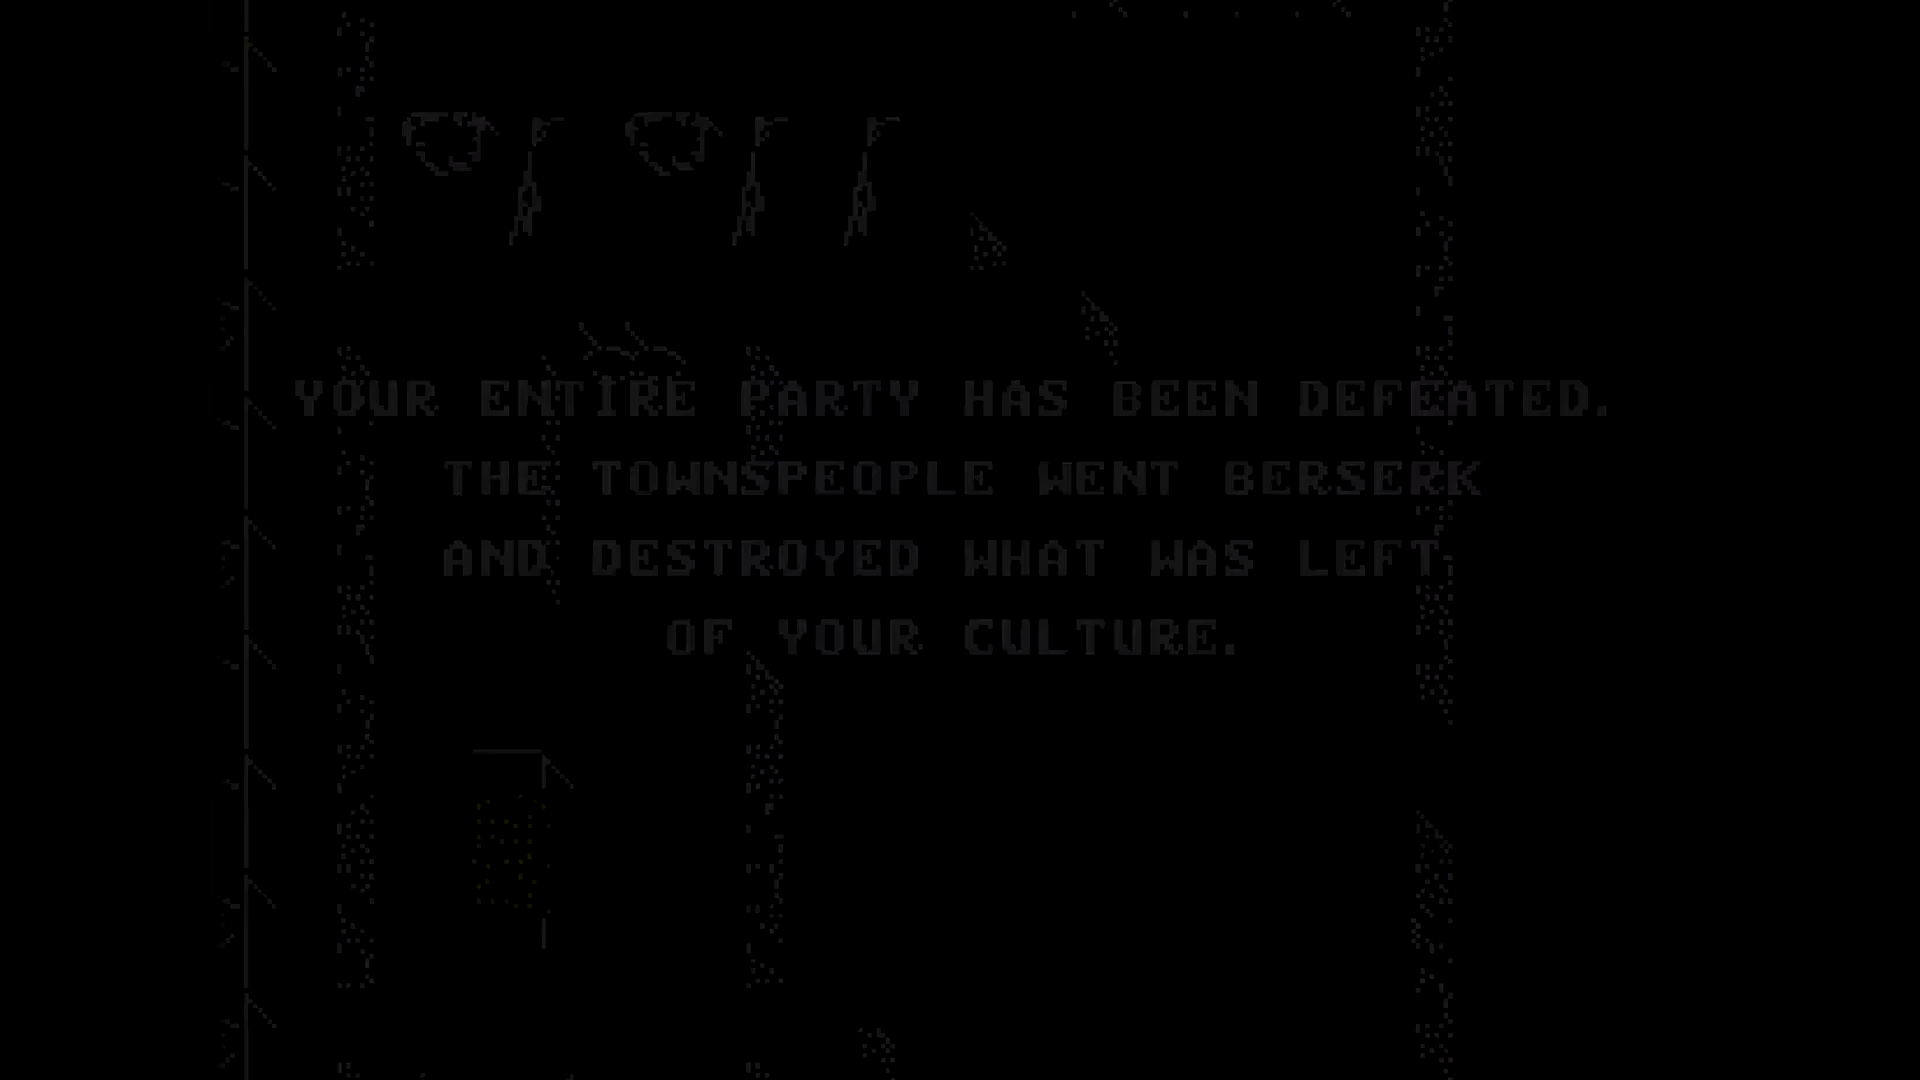 YOUR ENTIRE PARTY HAS BEEN DEFEATED.
THE TOWNSPEOPLE WENT BERSERK
AND DESTROYED WHAT WAS LEFT
OF YOUR CULTURE.